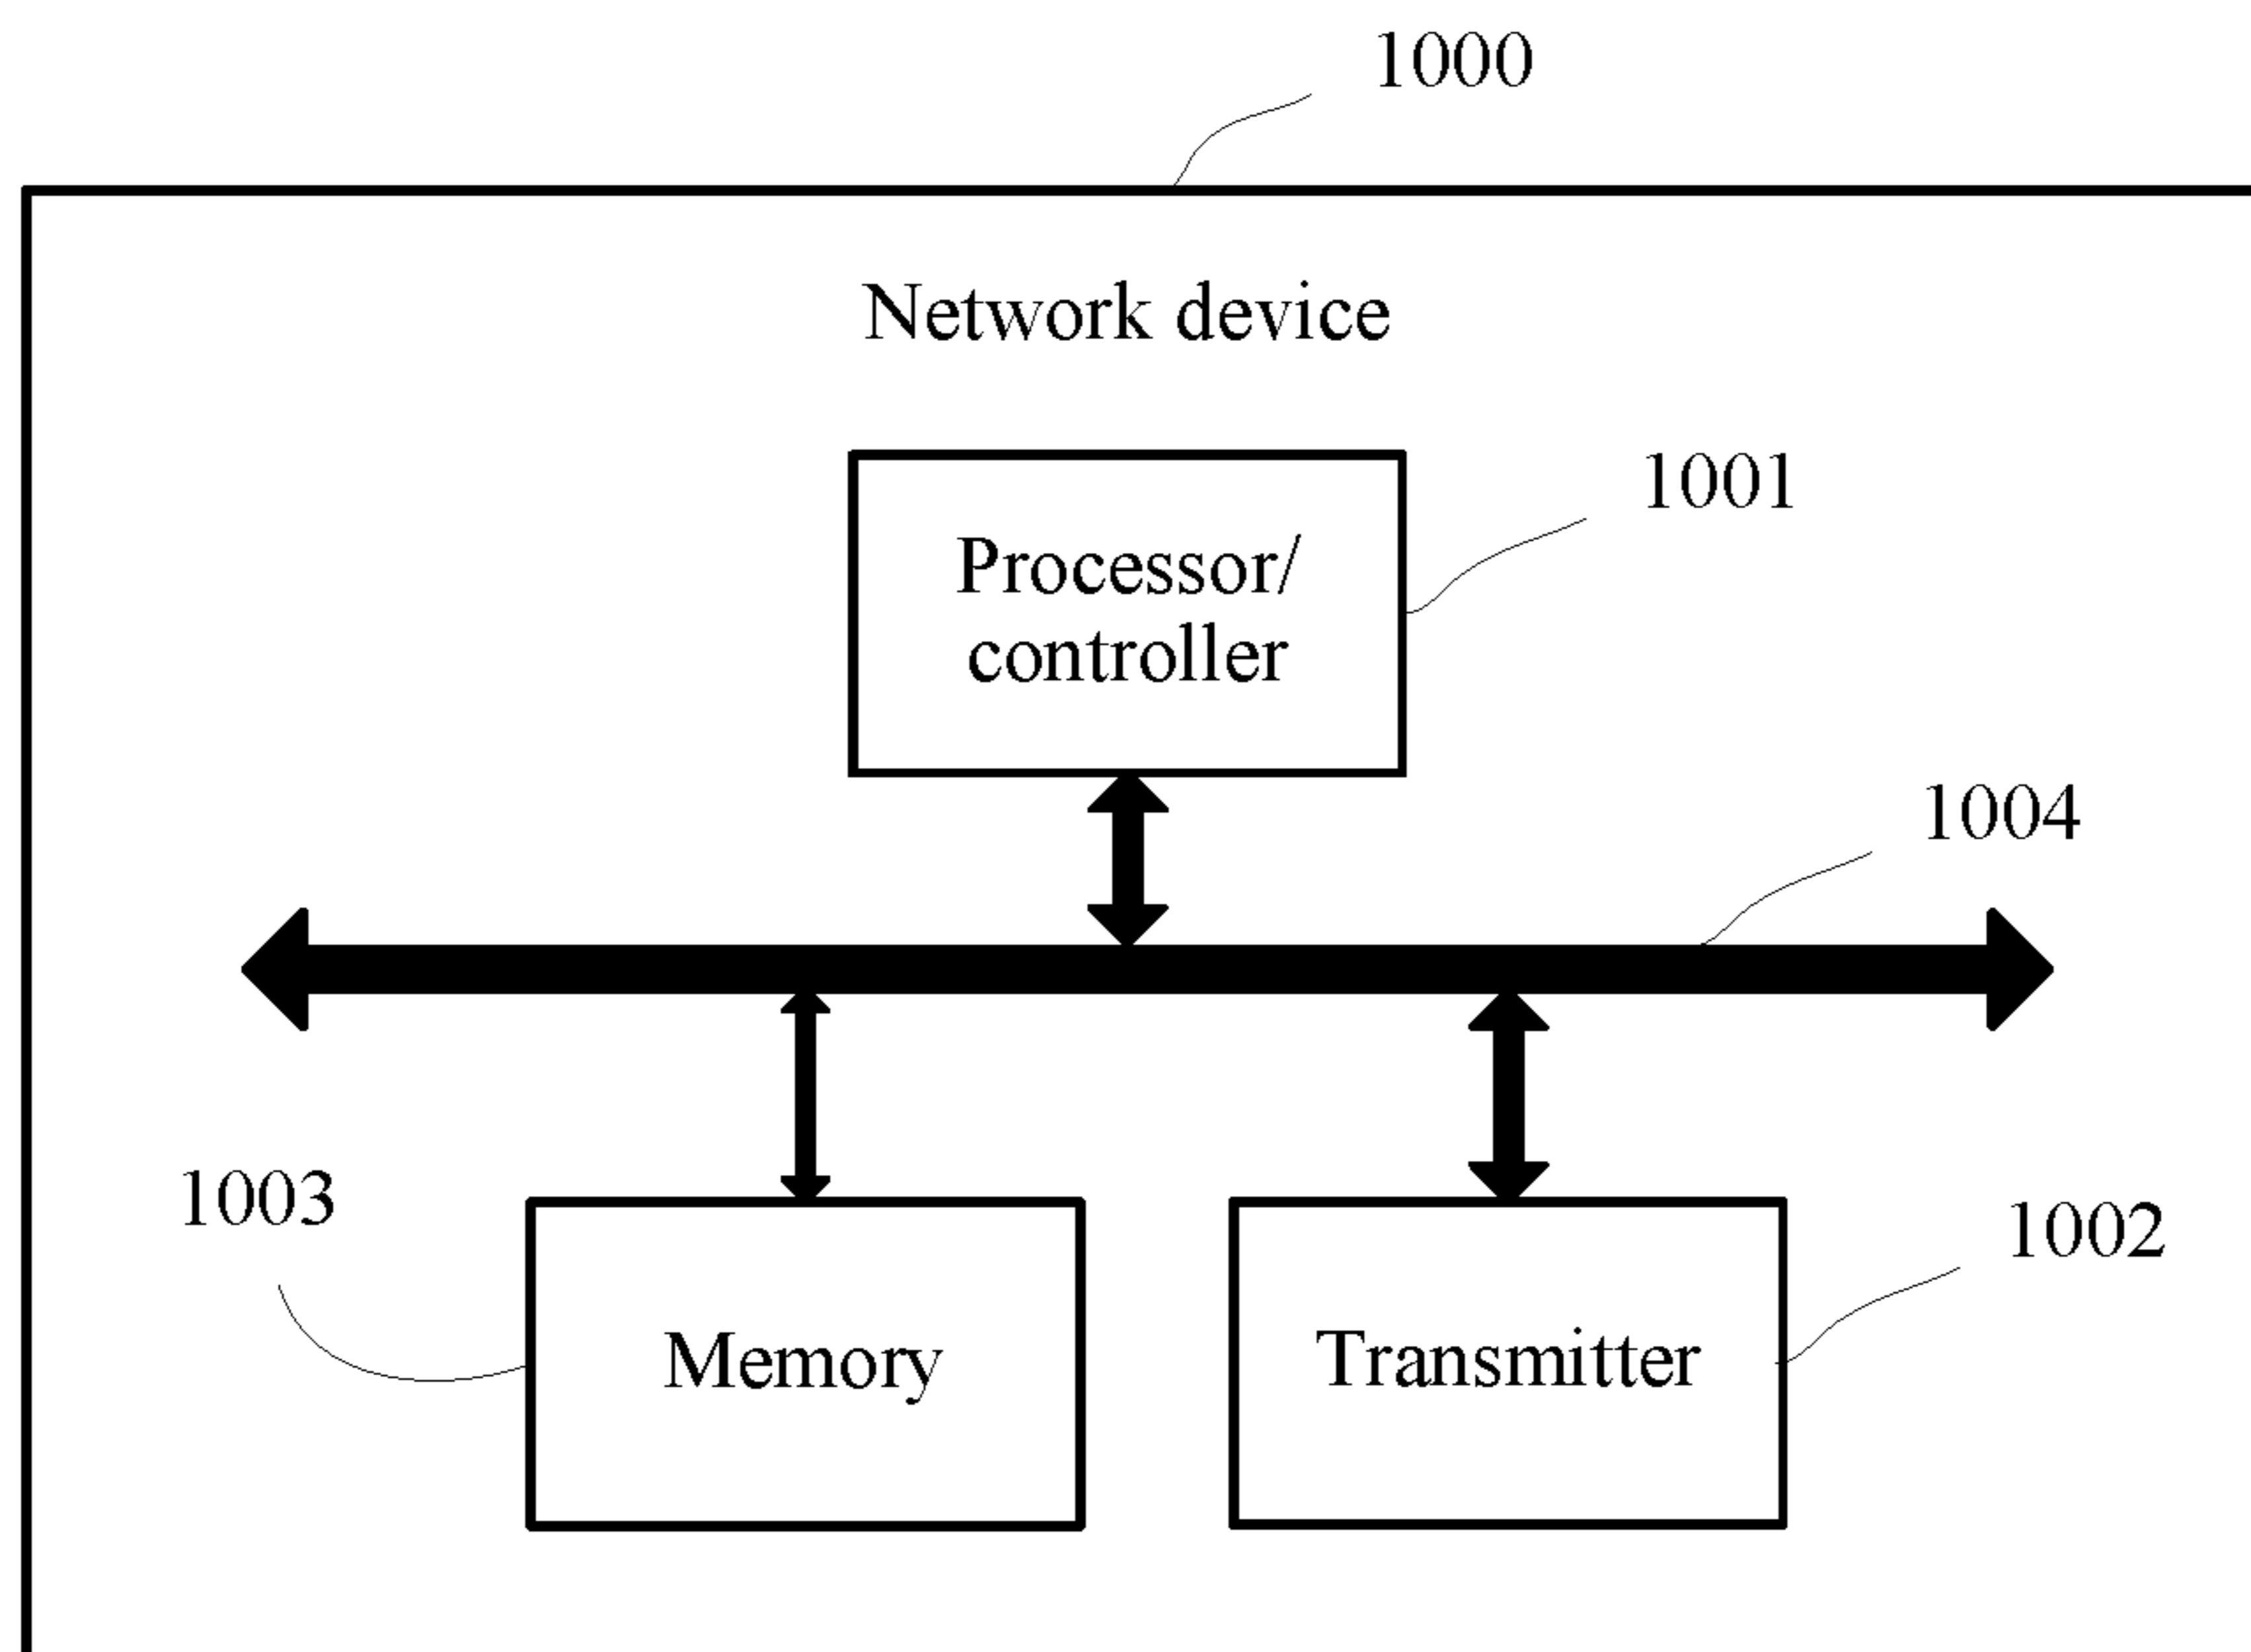 1000
Network device
1001
Processor/
controller
1004
1003
1002
Memory
Transmitter